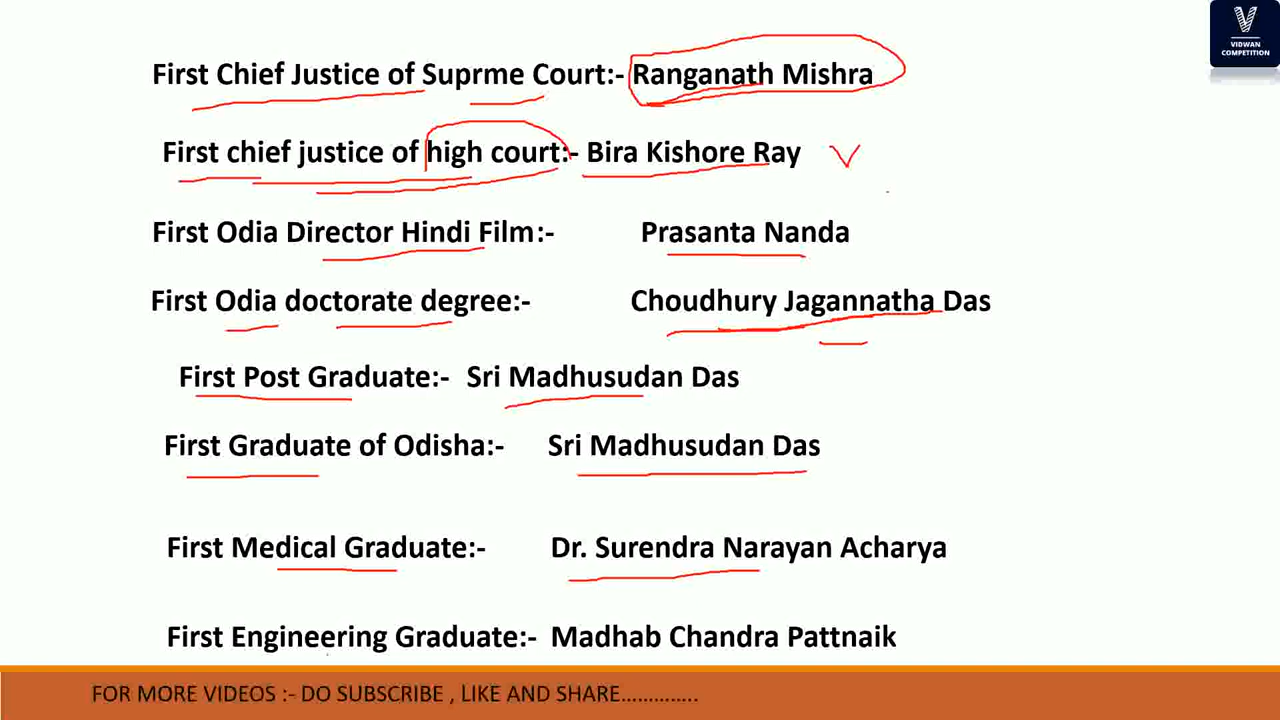 VIDWAN
COMPETITION
First Chief Justice of Suprme Court:- Ranganath Mishra
First chief justice of high court:- Bira Kishore Ray
First Odia Director Hindi Film:- Prasanta Nanda
First Odia doctorate degree:- Choudhury Jagannatha Das
First Post Graduate:- Sri Madhusudan Das
First Graduate of Odisha:- Sri Madhusudan Das
First Medical Graduate:- Dr. Surendra Narayan Acharya
First Engineering Graduate:- Madhab Chandra Pattnaik
FOR MORE VIDEOS :- DO SUBSCRIBE , LIKE AND SHARE.............